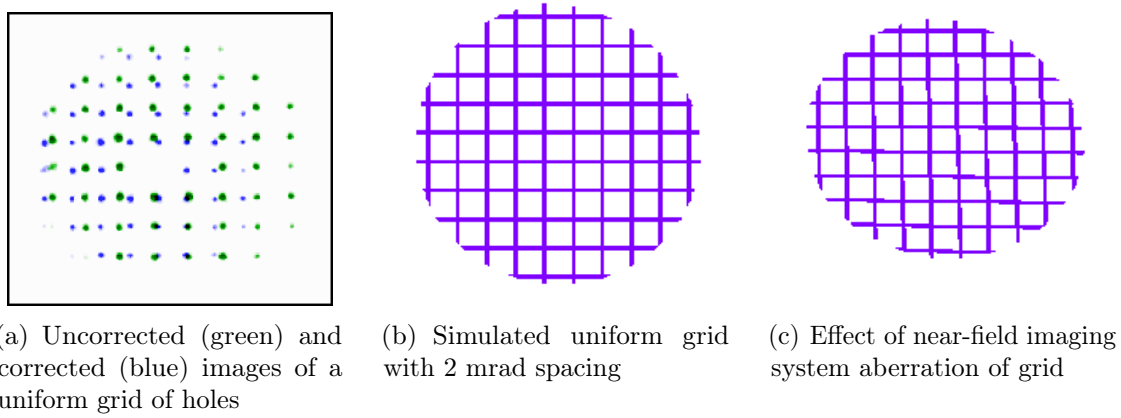 (a) Uncorrected (green) and
corrected (blue) images of a
uniform grid of holes
(b) Simulated uniform grid
with 2 mrad spacing
(c) Effect of near-field imaging
system aberration of grid